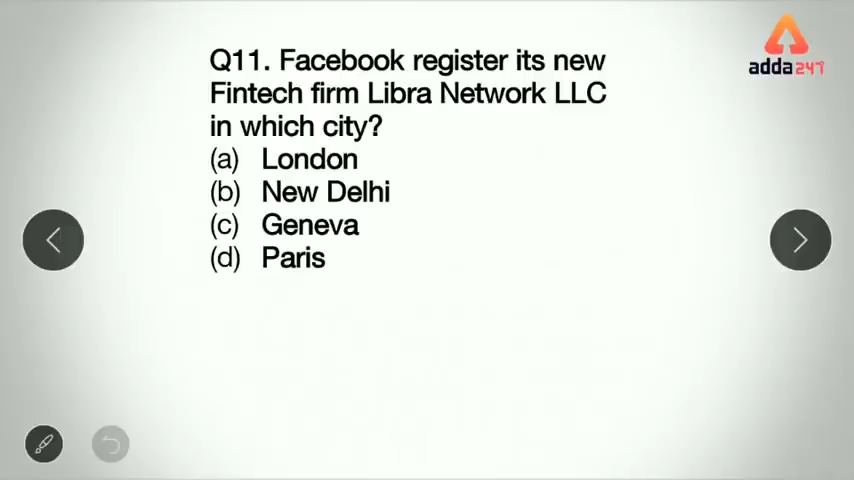 adda247
Q11. Facebook register its new
Fintech firm Libra Network LLC
in which city?
(a) London
(b) New Delhi
(c) Geneva
(d) Paris